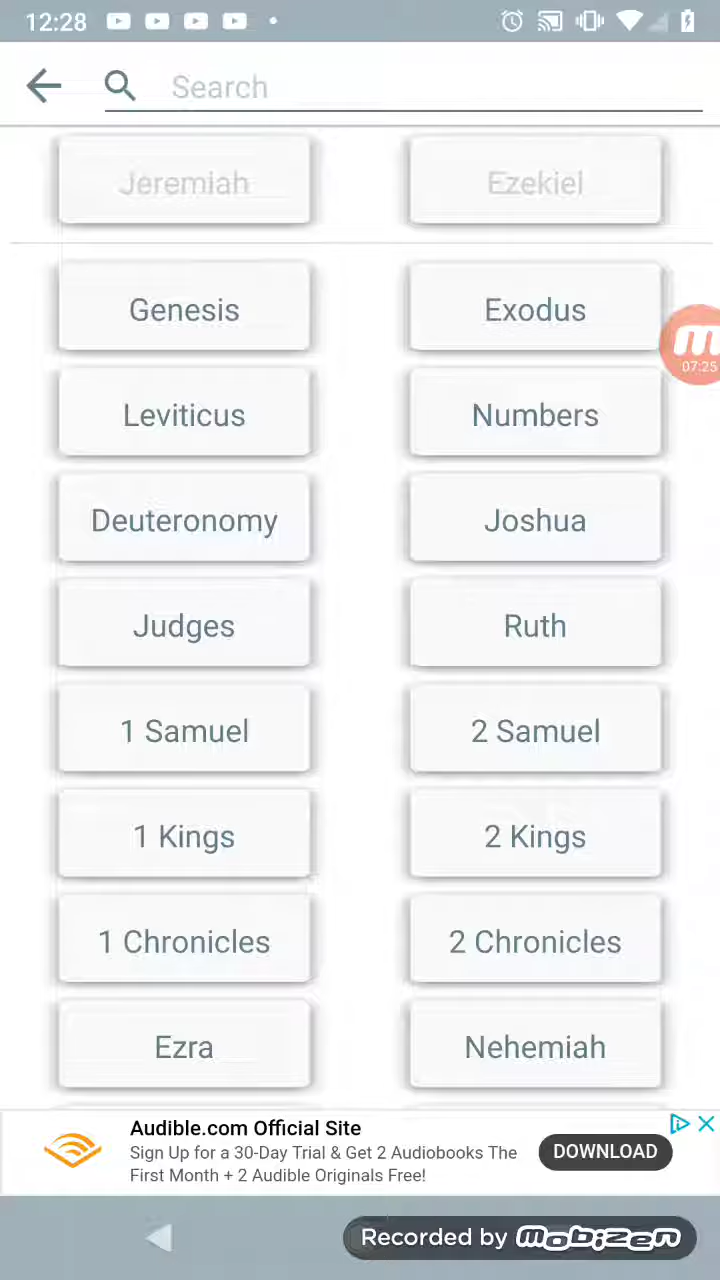 12:28
Search
Jeremiah Ezekiel
Genesis Exodus
m
07:25
Leviticus Numbers
Deuteronomy Joshua
Judges Ruth
1 Samuel 2 Samuel
1 Kings 2 Kings
1 Chronicles 2 Chronicles
Ezra Nehemiah
Audible.com Official Site
Sign Up for a 30-Day Trial & Get 2 Audiobooks The
First Month + 2 Audible Originals Free!
DOWNLOAD
Recorded by mobizen